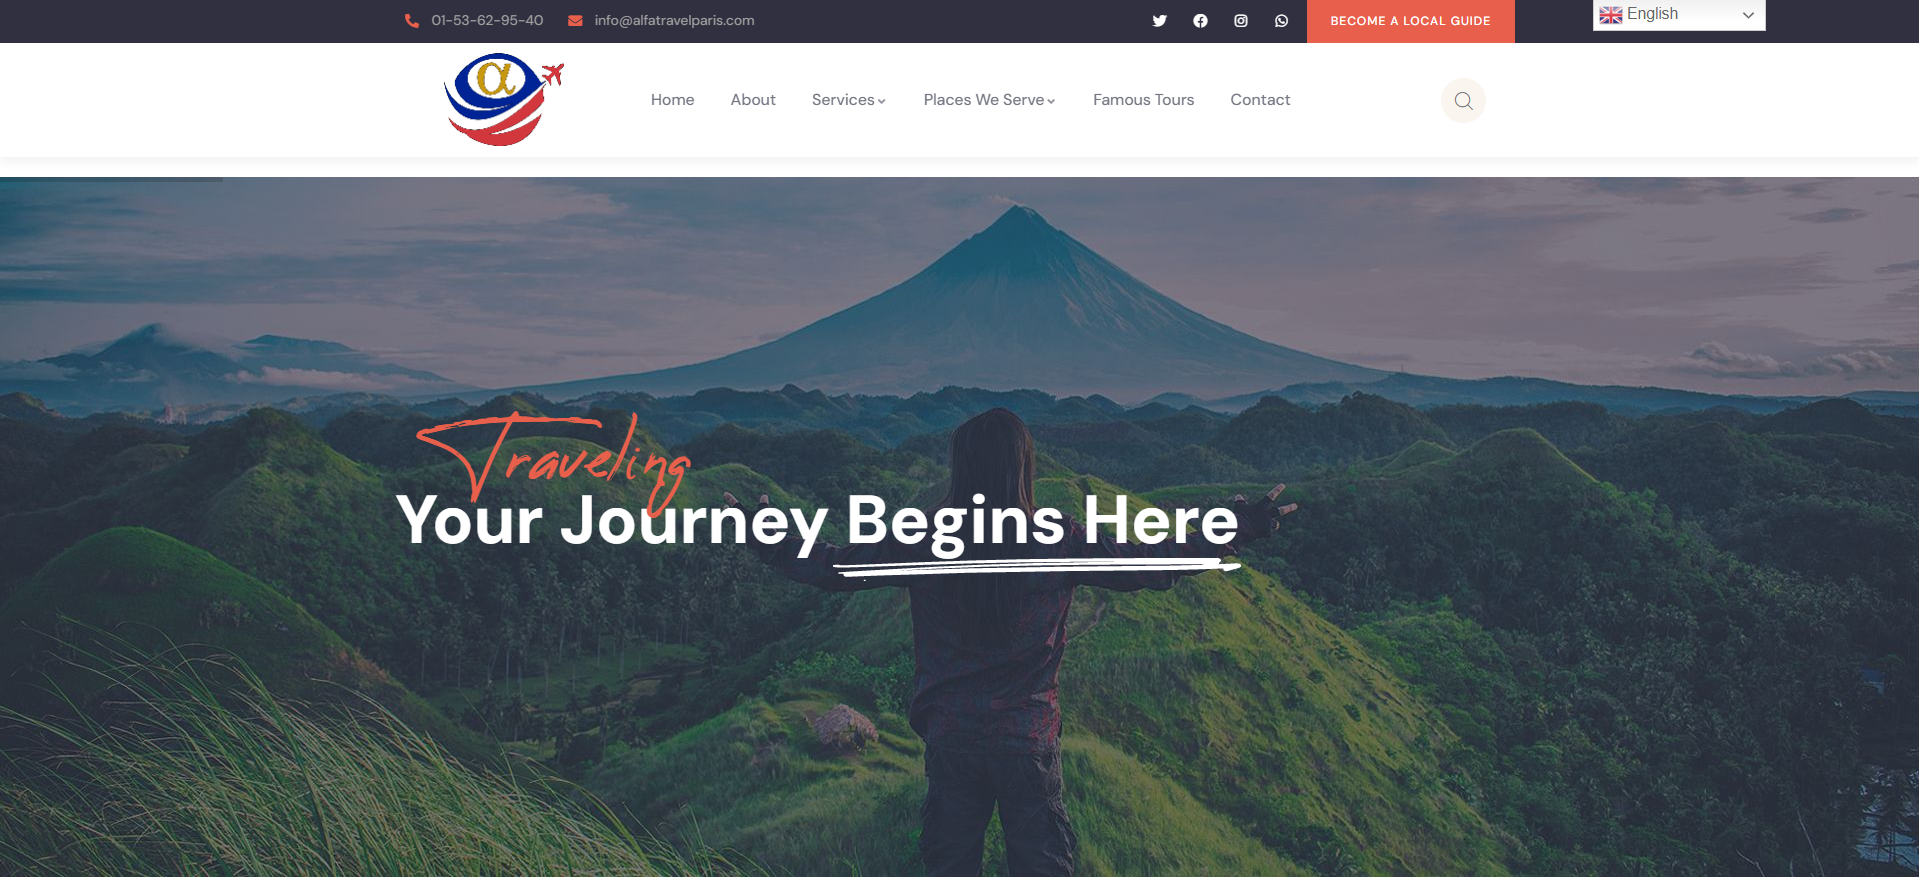 01-53-62-95-40 info@alfatravelparis.com BECOME A LOCAL GUIDE English
α
Home About Services Places We Serve Famous Tours Contact
Traveling
Your Journey Begins Here